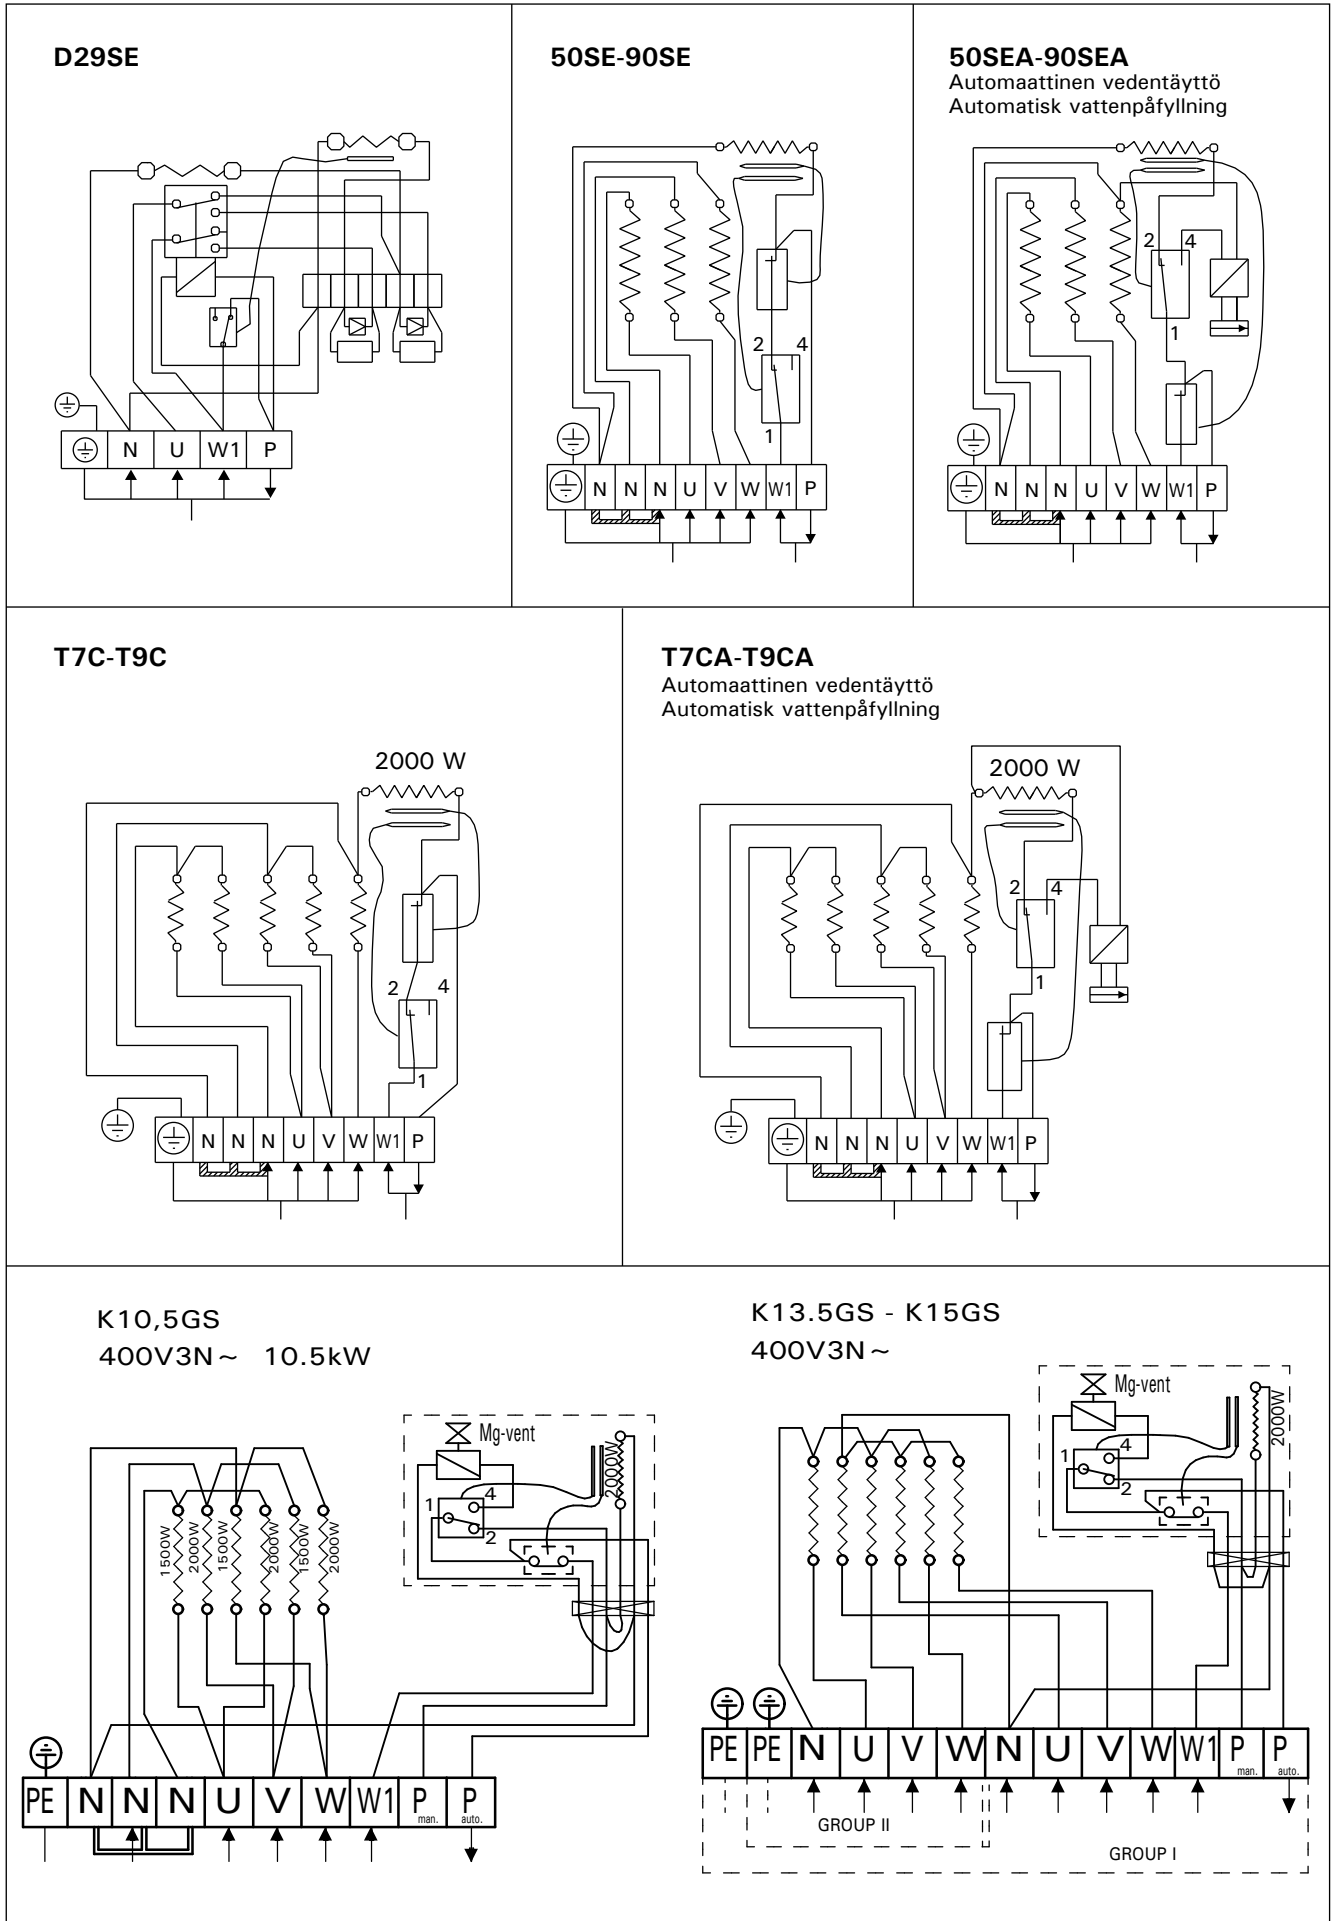 D29SE
N U W1 P
50SE-90SE
2 4
1
N N N U V W W1 P
50SEA-90SEA
Automaattinen vedentäyttö
Automatisk vattenpåfyllning
2 4
1
N N N U V W W1 P
T7C-T9C
2000 W
2 4
1
N N N U V W W1 P
T7CA-T9CA
Automaattinen vedentäyttö
Automatisk vattenpåfyllning
2000 W
2 4
1
N N N U V W W1 P
K10,5GS
400V3N~ 10.5kW
Mg-vent
2000W
1 4
2
1500W 2000W 1500W 2000W 1500W 2000W
PE N N N U V W W1 P P
man. auto.
K13.5GS - K15GS
400V3N~
Mg-vent
2000W
1 4
2
PE PE N U V W N U V W W1 P P
man. auto.
GROUP II
GROUP I